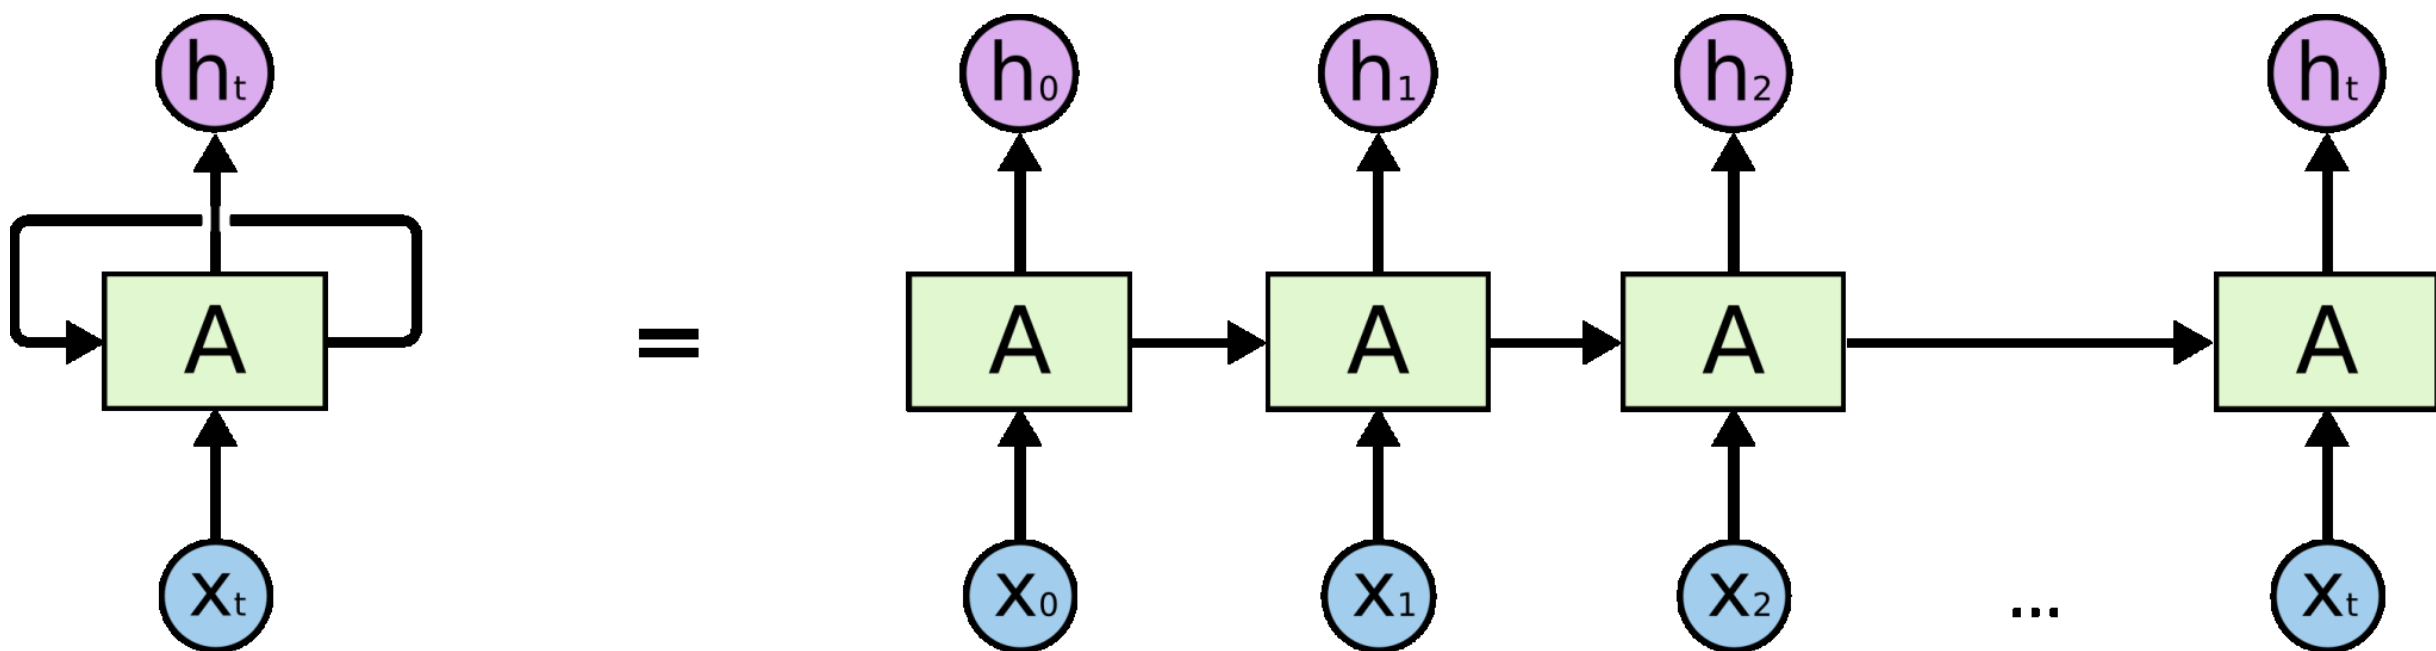 ht h0 h1 h2 ht
A = A A A A
xt x0 x1 x2 ... xt